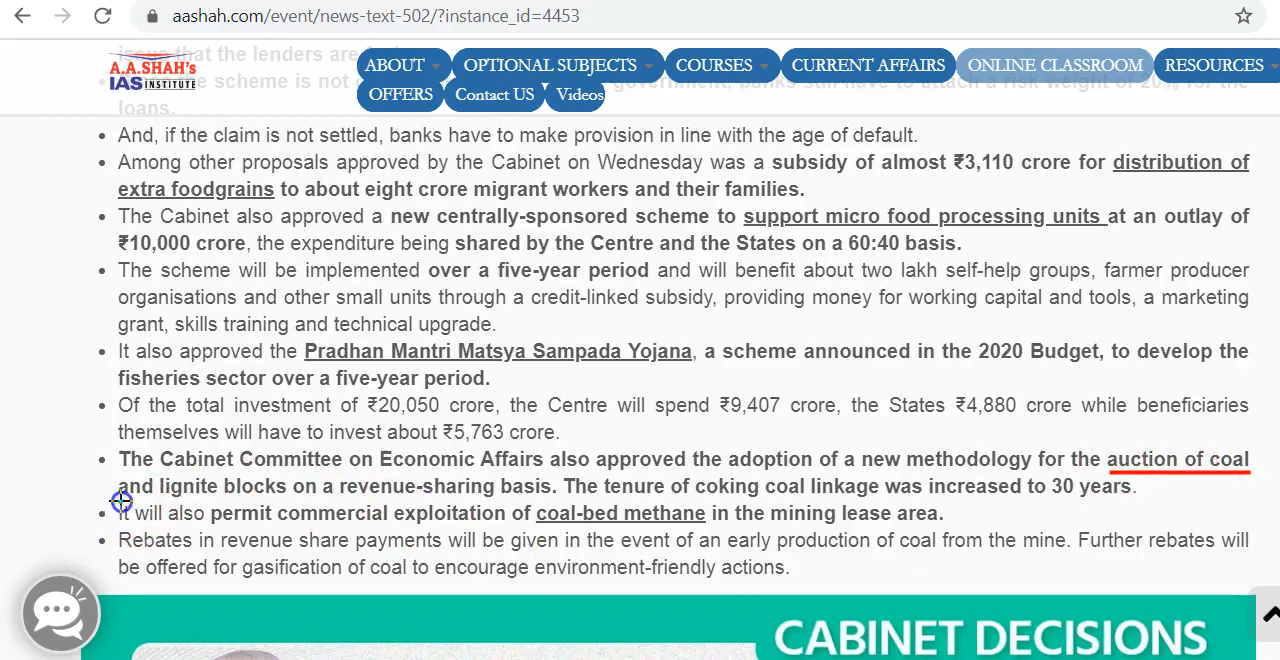 aashah.com/event/news-text-502/?instance_id=4453
issue that the lenders are
A.A.SHAH's
IAS INSTITUTE
ABOUT OPTIONAL SUBJECTS COURSES CURRENT AFFAIRS ONLINE CLASSROOM RESOURCES
OFFERS Contact US Videos
scheme is not government, banks still have to attach a risk weight of 20% for the
loans.
• And, if the claim is not settled, banks have to make provision in line with the age of default.
• Among other proposals approved by the Cabinet on Wednesday was a subsidy of almost ₹3,110 crore for distribution of
extra foodgrains to about eight crore migrant workers and their families.
• The Cabinet also approved a new centrally-sponsored scheme to support micro food processing units at an outlay of
₹10,000 crore, the expenditure being shared by the Centre and the States on a 60:40 basis.
• The scheme will be implemented over a five-year period and will benefit about two lakh self-help groups, farmer producer
organisations and other small units through a credit-linked subsidy, providing money for working capital and tools, a marketing
grant, skills training and technical upgrade.
• It also approved the Pradhan Mantri Matsya Sampada Yojana, a scheme announced in the 2020 Budget, to develop the
fisheries sector over a five-year period.
• Of the total investment of ₹20,050 crore, the Centre will spend ₹9,407 crore, the States ₹4,880 crore while beneficiaries
themselves will have to invest about ₹5,763 crore.
• The Cabinet Committee on Economic Affairs also approved the adoption of a new methodology for the auction of coal
and lignite blocks on a revenue-sharing basis. The tenure of coking coal linkage was increased to 30 years.
• It will also permit commercial exploitation of coal-bed methane in the mining lease area.
• Rebates in revenue share payments will be given in the event of an early production of coal from the mine. Further rebates will
be offered for gasification of coal to encourage environment-friendly actions.
CABINET DECISIONS